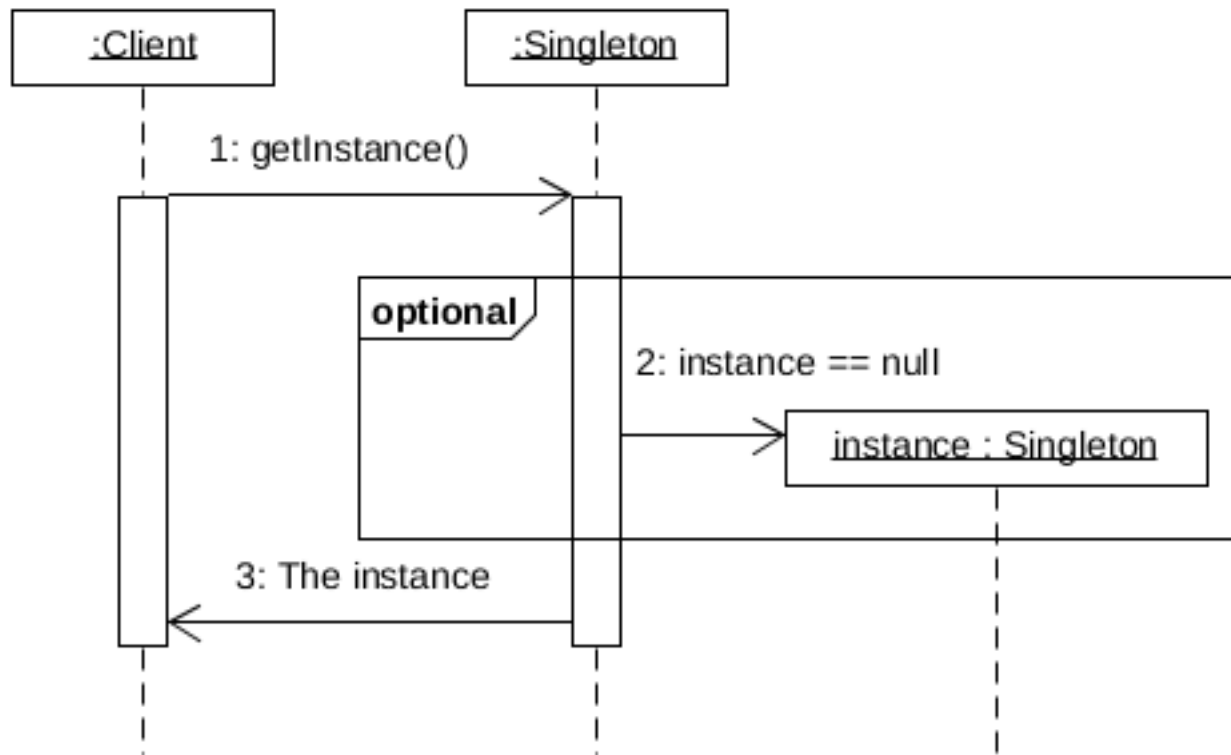 :Client
:Singleton
1: getInstance()
optional
2: instance == null
instance : Singleton
3: The instance